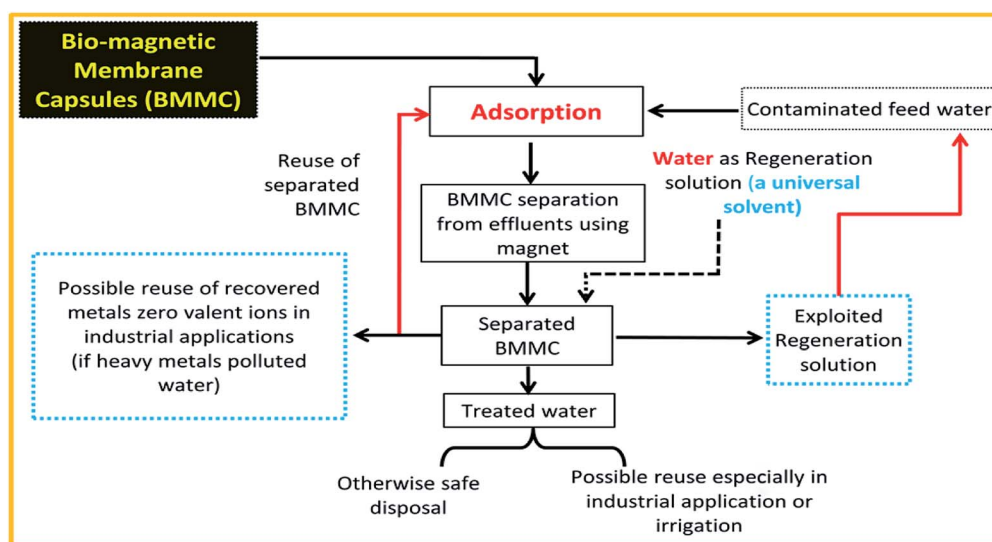 Bio-magnetic
Membrane
Capsules (BMMC)
Adsorption
Contaminated feed water
Reuse of
separated
BMMC
Water as Regeneration
solution (a universal
solvent)
BMMC separation
from effluents using
magnet
Possible reuse of recovered
metals zero valent ions in
industrial applications
(if heavy metals polluted
water)
Separated
BMMC
Exploited
Regeneration
solution
Treated water
Otherwise safe
disposal
Possible reuse especially in
industrial application or
irrigation